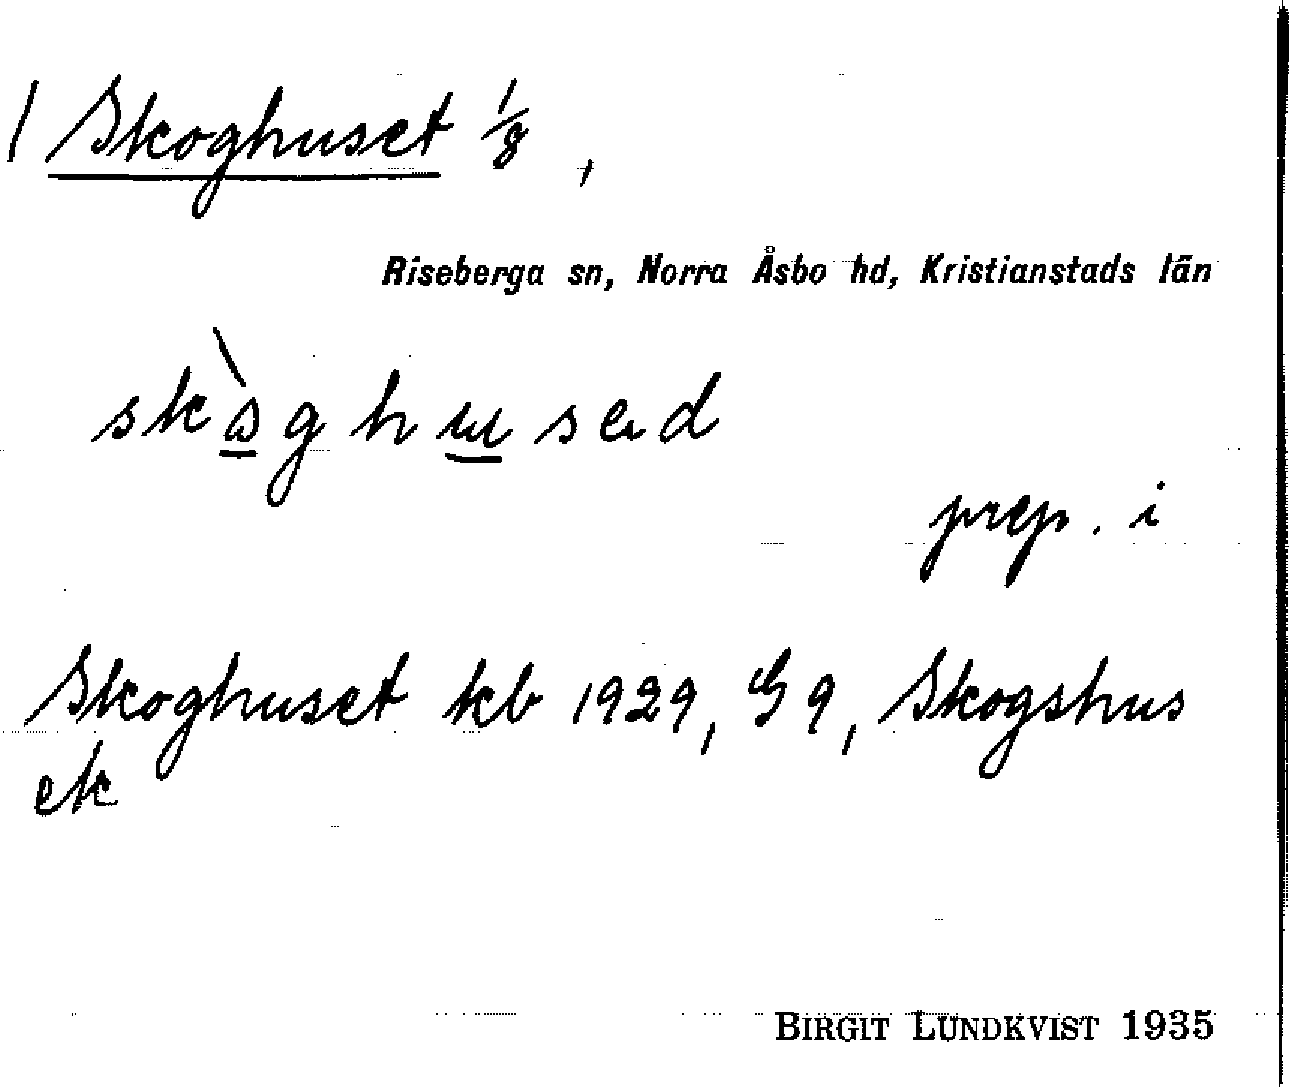 1 Skoghuset 1/8,
Riseberga sn, Norra Åsbo hd, Kristianstads län
prep. i
Skoghuset kb 1929, G 9, Skogshus
ek
BIRGIT LUNDKVIST 1935